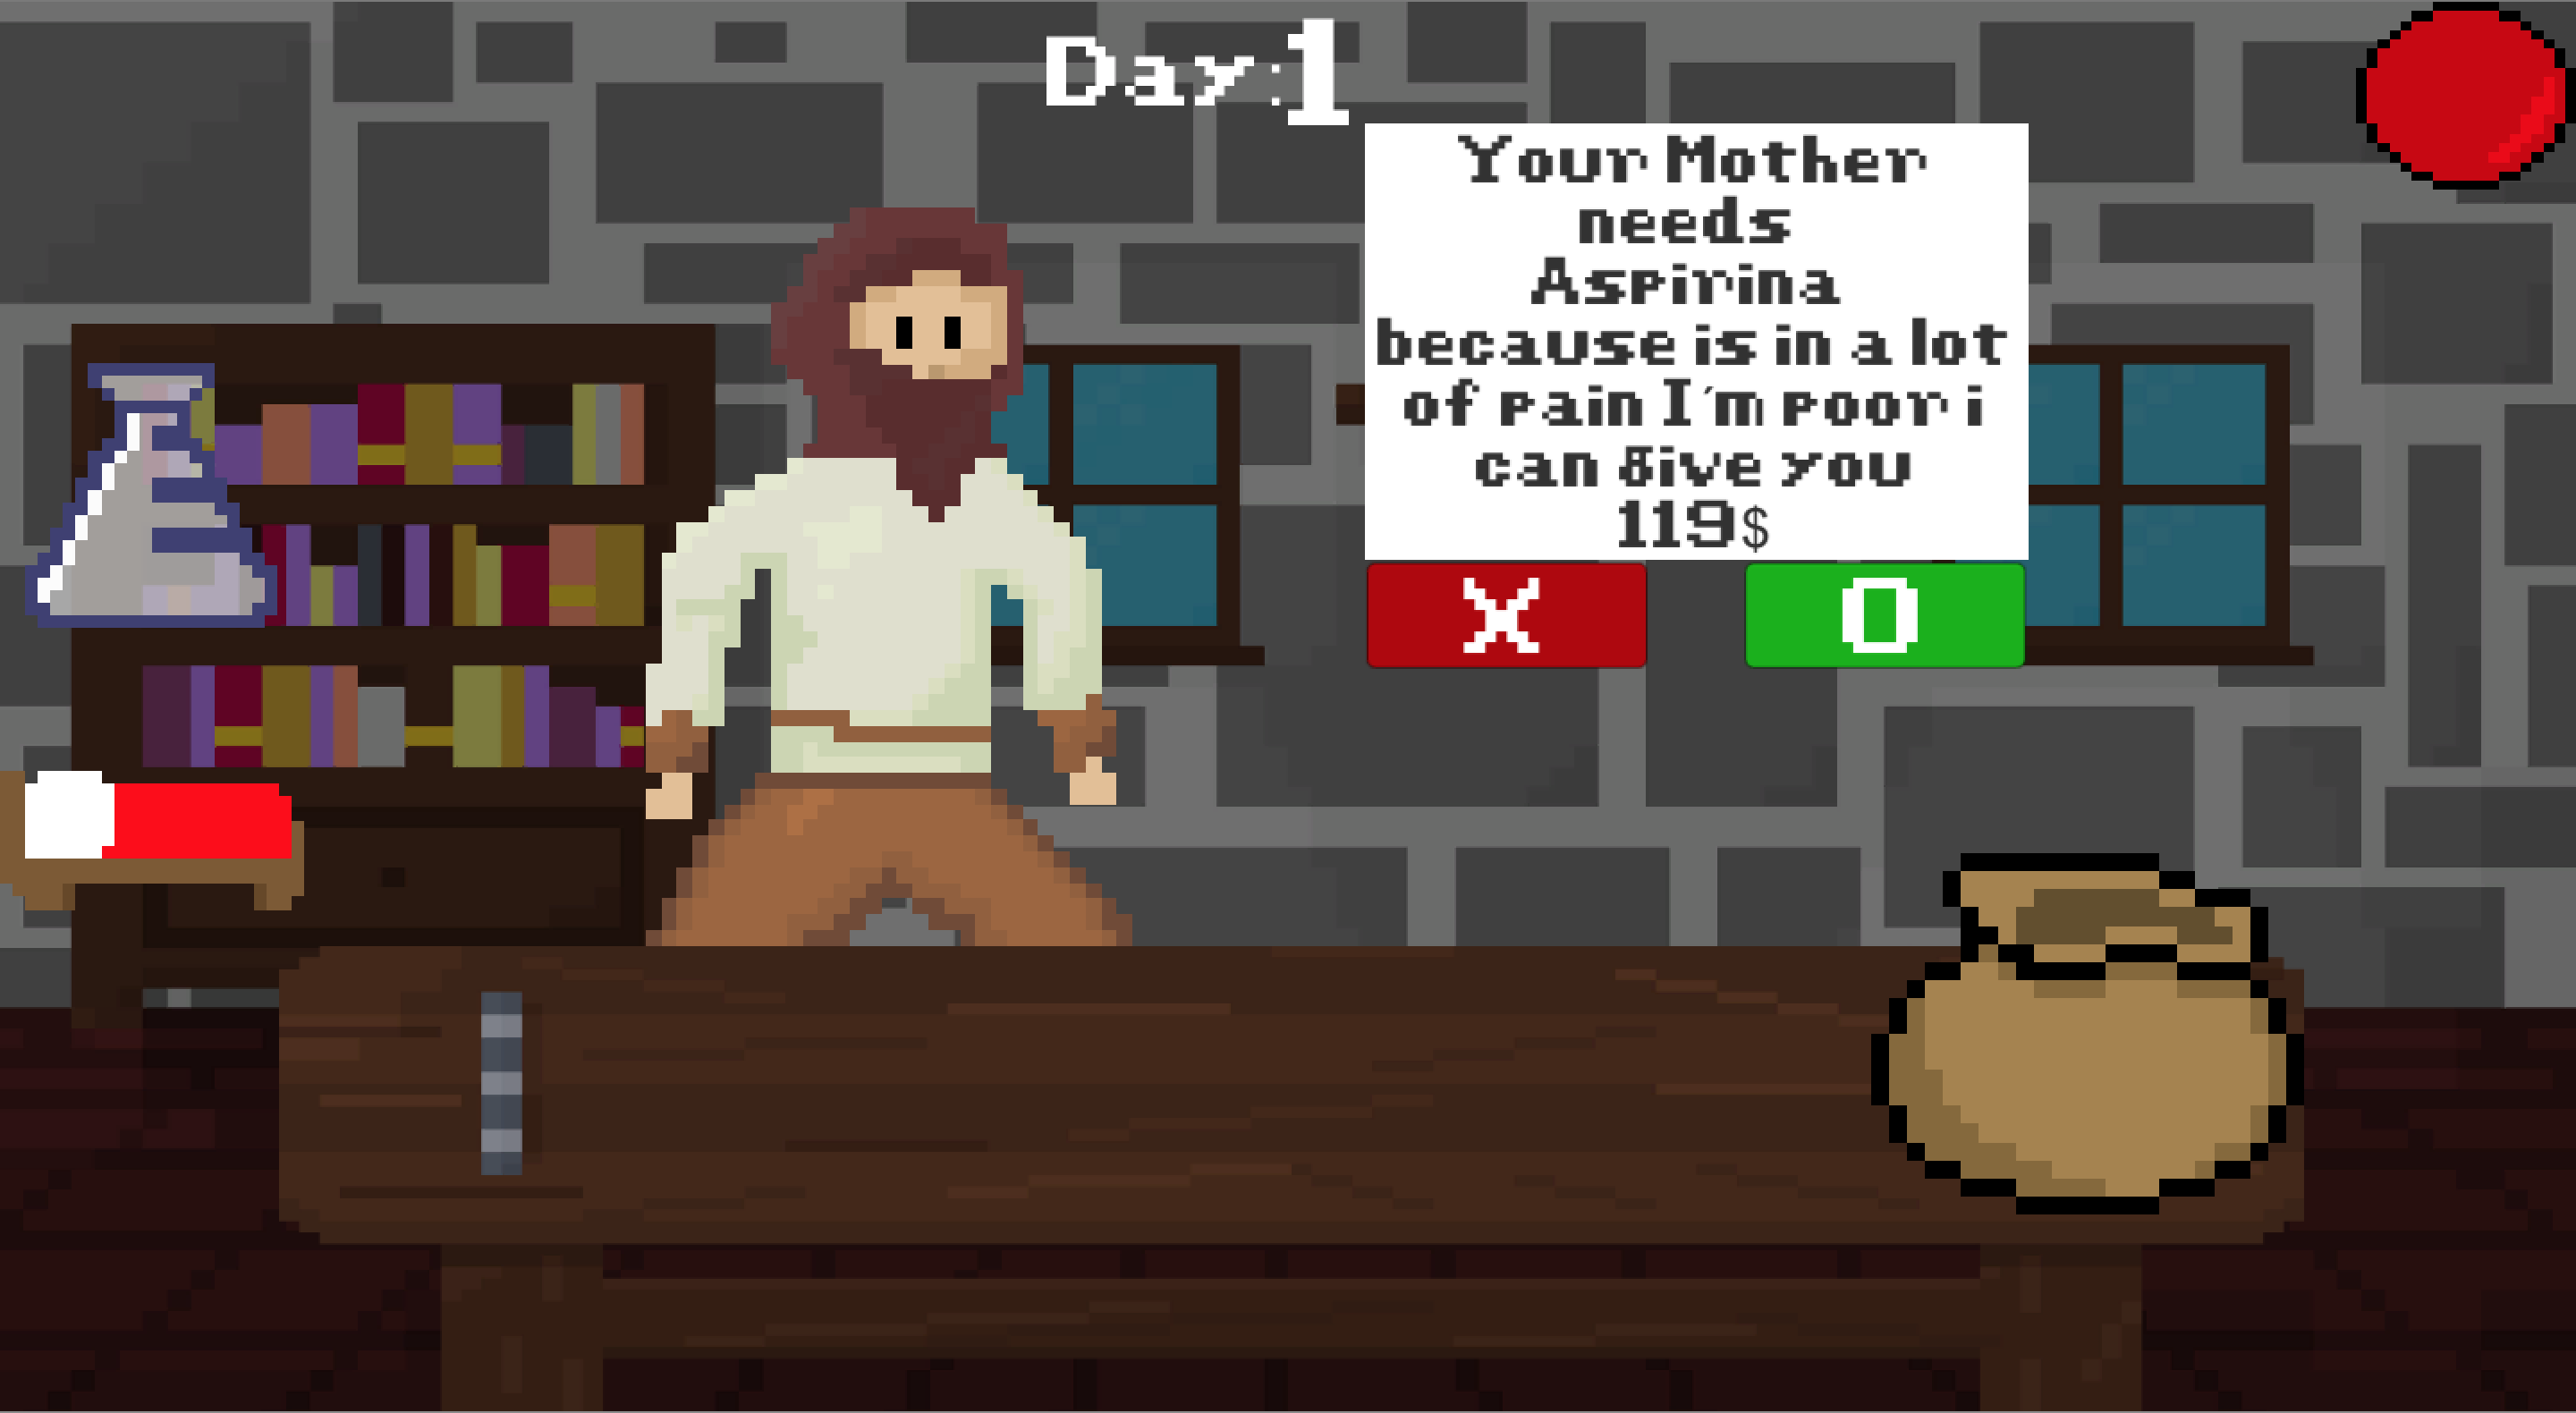 Day:1
Your Mother
needs
Aspirina
because is in a lot
of pain I´m poor i
can give you
119$
X
O